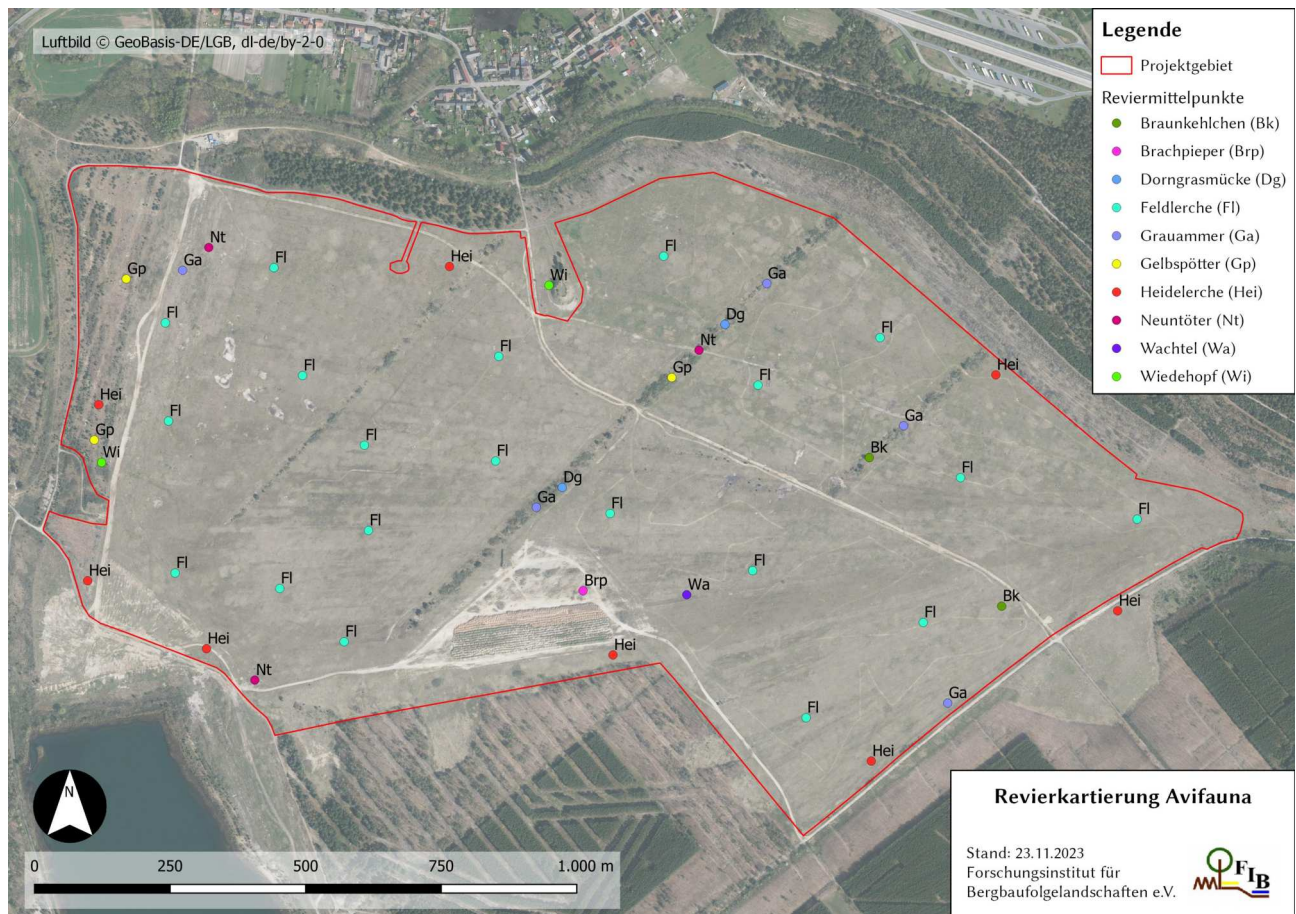 Luftbild © GeoBasis-DE/LGB, dl-de/by-2-0
Legende
Projektgebiet
Reviermittelpunkte
Braunkehlchen (Bk)
Brachpieper (Brp)
Dorngrasmücke (Dg)
Feldlerche (Fl)
Grauammer (Ga)
Gelbspötter (Gp)
Heidelerche (Hei)
Neuntöter (Nt)
Wachtel (Wa)
Wiedehopf (Wi)
Nt
Fl
Ga
Hei
Fl
Gp
Ga
Wi
Fl
Dg
Fl
Nt
Fl
Fl
Hei
Gp
Fl
Hei
Fl
Ga
Gp
Fl
Bk
Wi
Fl
Fl
Dg
Ga
Fl
Fl
Fl
Fl
Fl
Hei
Fl
Brp
Wa
Bk
Hei
Fl
Fl
Hei
Hei
Nt
Ga
Fl
Hei
N
0 250 500 750 1.000 m
Revierkartierung Avifauna
Stand: 23.11.2023
Forschungsinstitut für
Bergbaufolgelandschaften e.V.
FIB